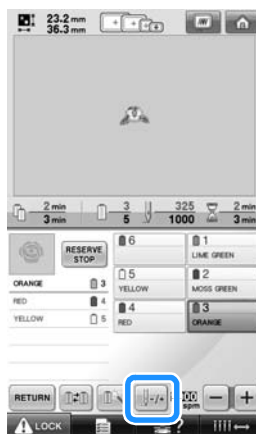 23.2 mm
36.3 mm
2 min
3 min
3
5
325
1000
2 min
3 min
RESERVE STOP
ORANGE 3
RED 4
YELLOW 5
6
1
LIME GREEN
5
YELLOW
2
MOSS GREEN
4
RED
3
ORANGE
RETURN
-/+
spm
- +
LOCK
?